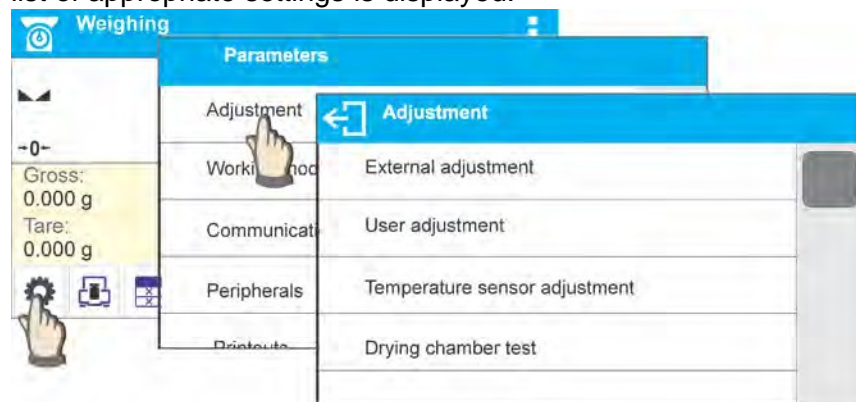 list of appropriate settings is displayed.
Weighing
Parameters
Adjustment
Adjustment
-0-
Gross:
0.000 g
Tare:
0.000 g
External adjustment
User adjustment
Communicati
Peripherals
Temperature sensor adjustment
Printouts
Drying chamber test